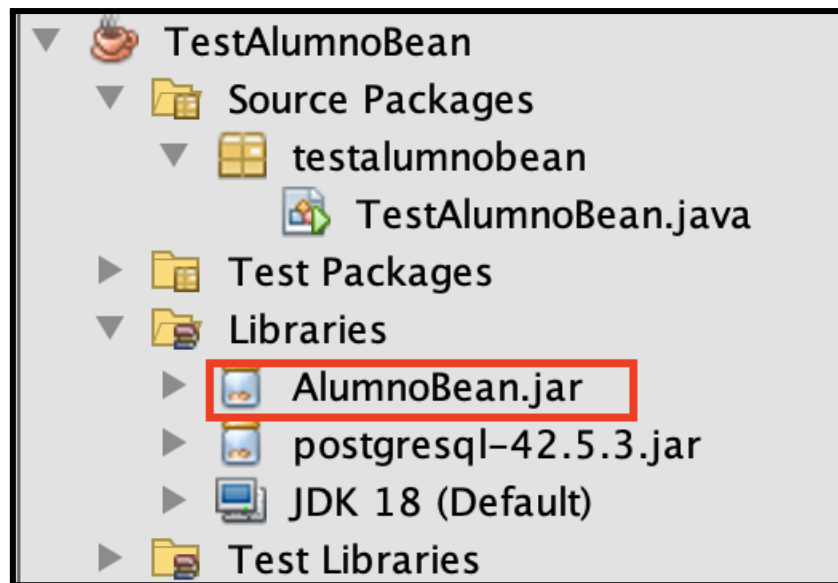 TestAlumnoBean
Source Packages
testalumnobean
TestAlumnoBean.java
Test Packages
Libraries
AlumnoBean.jar
postgresql-42.5.3.jar
JDK 18 (Default)
Test Libraries